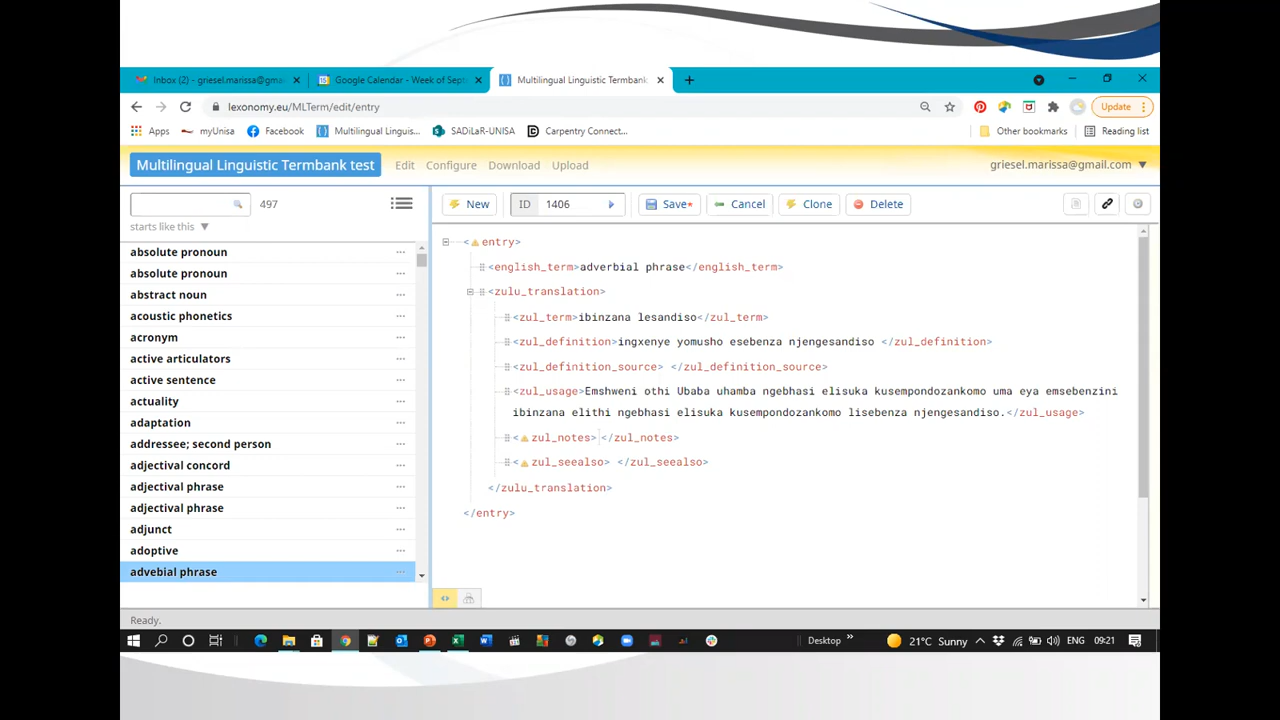 Inbox (2) - griesel.marissa@gma
Google Calendar - Week of Sept
Multilingual Linguistic Termbank
lexonomy.eu/MLTerm/edit/entry
Update
Apps
myUnisa
Facebook
Multilingual Linguis...
SADiLaR-UNISA
Carpentry Connect...
Other bookmarks
Reading list
Multilingual Linguistic Termbank test
Edit
Configure
Download
Upload
griesel.marissa@gmail.com
497
starts like this
New
ID
1406
Save*
Cancel
Clone
Delete
absolute pronoun
absolute pronoun
abstract noun
acoustic phonetics
acronym
active articulators
active sentence
actuality
adaptation
addressee; second person
adjectival concord
adjectival phrase
adjectival phrase
adjunct
adoptive
advebial phrase
< entry>
<english_term>adverbial phrase</english_term>
<zulu_translation>
<zul_term>ibinzana lesandiso</zul_term>
<zul_definition>ingxenye yomusho esebenza njengesandiso </zul_definition>
<zul_definition_source> </zul_definition_source>
<zul_usage>Emshweni othi Ubaba uhamba ngebhasi elisuka kusempondozankomo uma eya emsebenzini
ibinzana elithi ngebhasi elisuka kusempondozankomo lisebenza njengesandiso.</zul_usage>
< zul_notes> </zul_notes>
< zul_seealso> </zul_seealso>
</zulu_translation>
</entry>
Ready.
Desktop
21°C Sunny
ENG
09:21